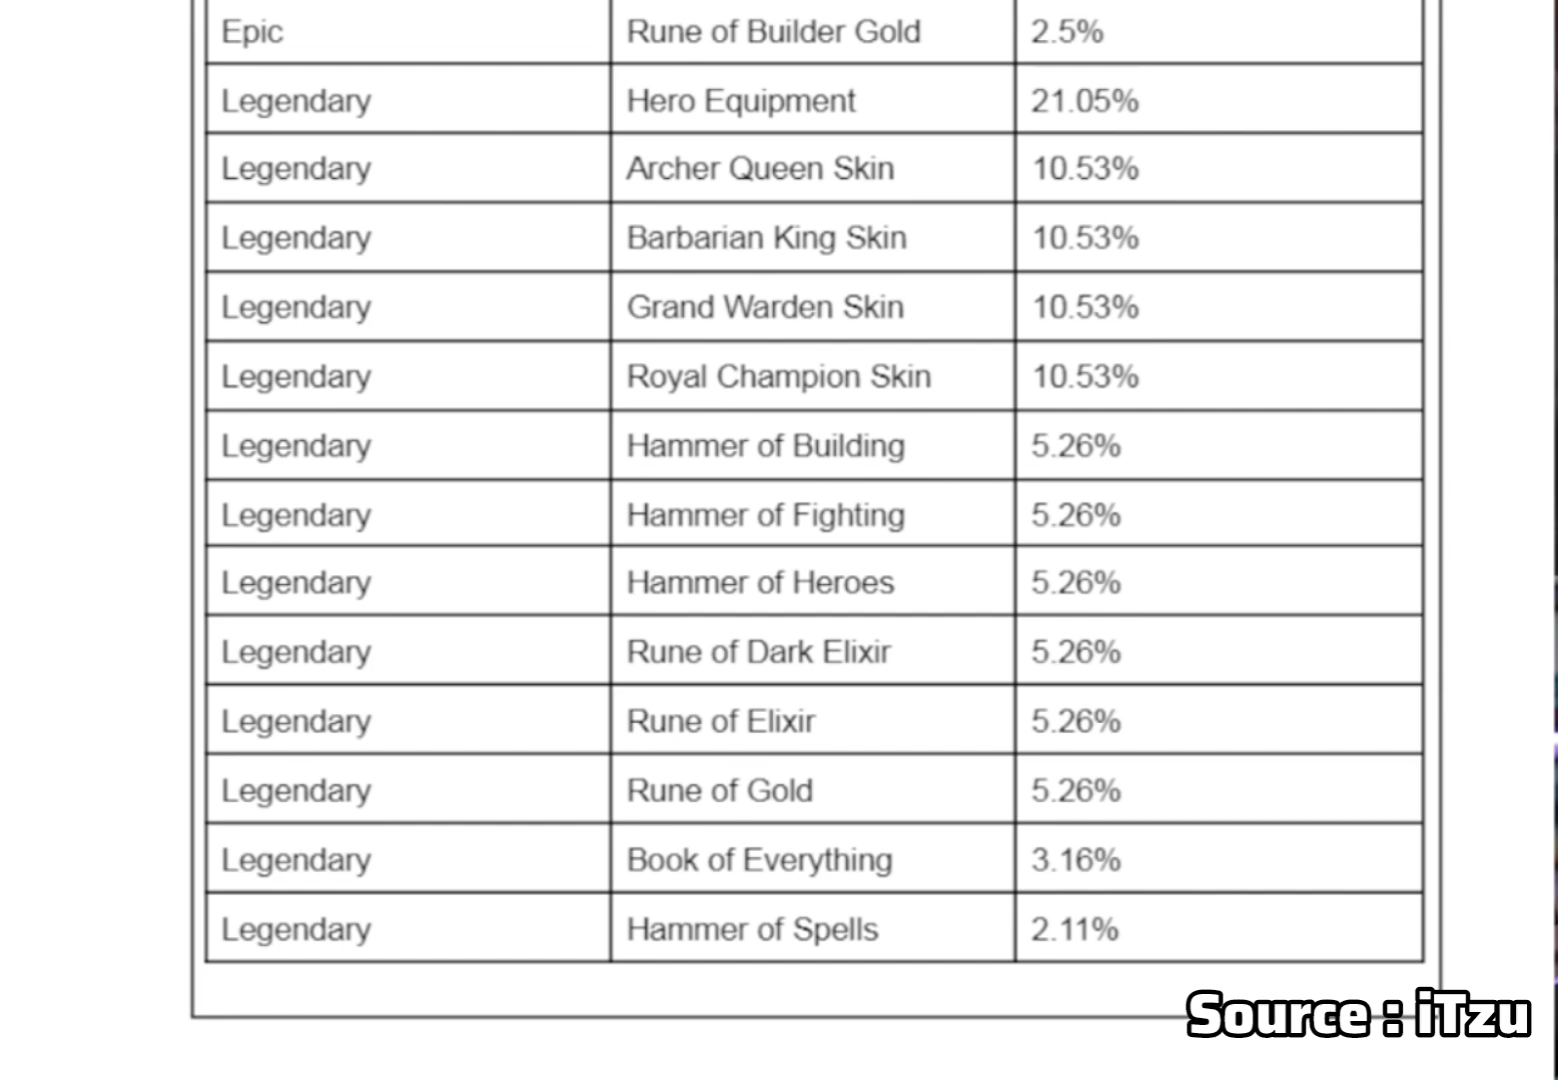 Epic Rune of Builder Gold 2.5%
Legendary Hero Equipment 21.05%
Legendary Archer Queen Skin 10.53%
Legendary Barbarian King Skin 10.53%
Legendary Grand Warden Skin 10.53%
Legendary Royal Champion Skin 10.53%
Legendary Hammer of Building 5.26%
Legendary Hammer of Fighting 5.26%
Legendary Hammer of Heroes 5.26%
Legendary Rune of Dark Elixir 5.26%
Legendary Rune of Elixir 5.26%
Legendary Rune of Gold 5.26%
Legendary Book of Everything 3.16%
Legendary Hammer of Spells 2.11%
Source : iTzu